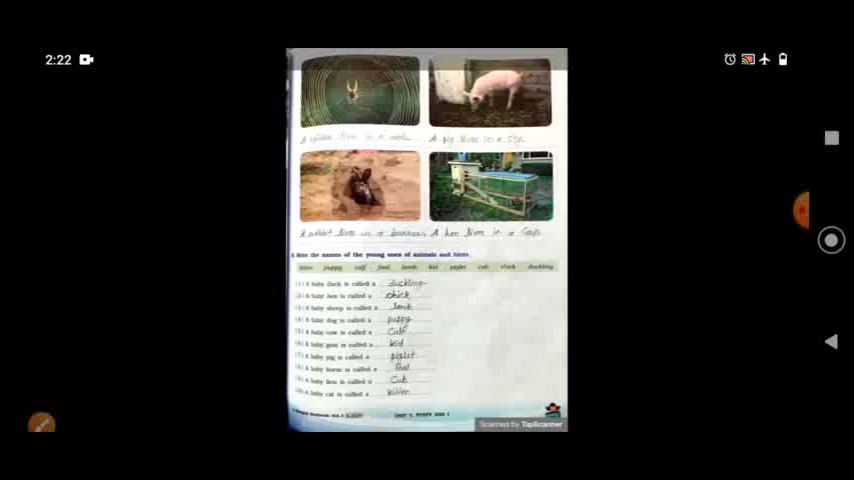 2:22
A spider lives in a web. A pig lives in a sty.
A rabbit lives in a burrow. A hen lives in a Coop.
Write the names of the young ones of animals and birds.
kitten puppy calf foal lamb kid piglet cub chick duckling
(1) A baby duck is called a duckling
(2) A baby hen is called a chick
(3) A baby sheep is called a lamb
(4) A baby dog is called a puppy
(5) A baby cow is called a Calf
(6) A baby goat is called a kid
(7) A baby pig is called a piglet
(8) A baby horse is called a foal
(9) A baby lion is called a Cub
(10) A baby cat is called a kitten
UNIT 7. PUPPY AND I
Scanned by TapScanner